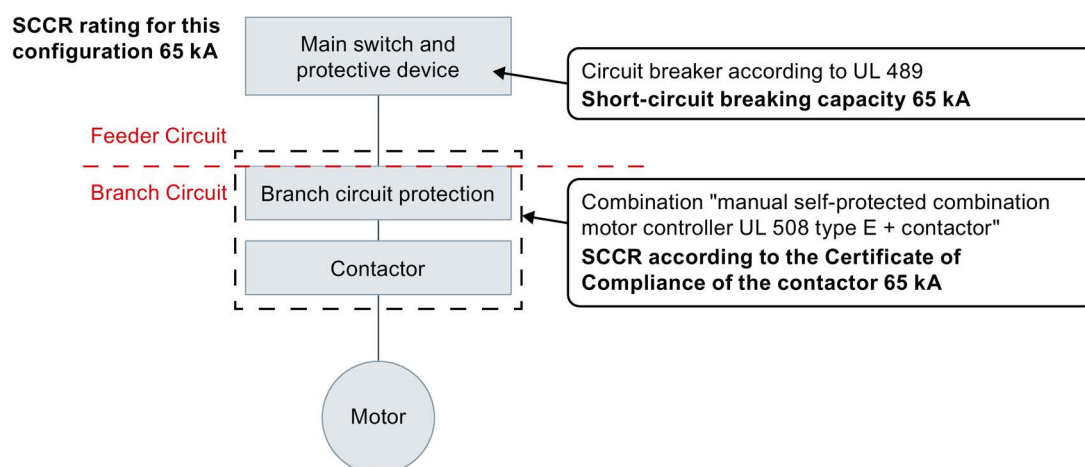 SCCR rating for this
configuration 65 kA
Main switch and
protective device
Circuit breaker according to UL 489
Short-circuit breaking capacity 65 kA
Feeder Circuit
Branch Circuit
Branch circuit protection
Contactor
Combination "manual self-protected combination
motor controller UL 508 type E + contactor"
SCCR according to the Certificate of
Compliance of the contactor 65 kA
Motor